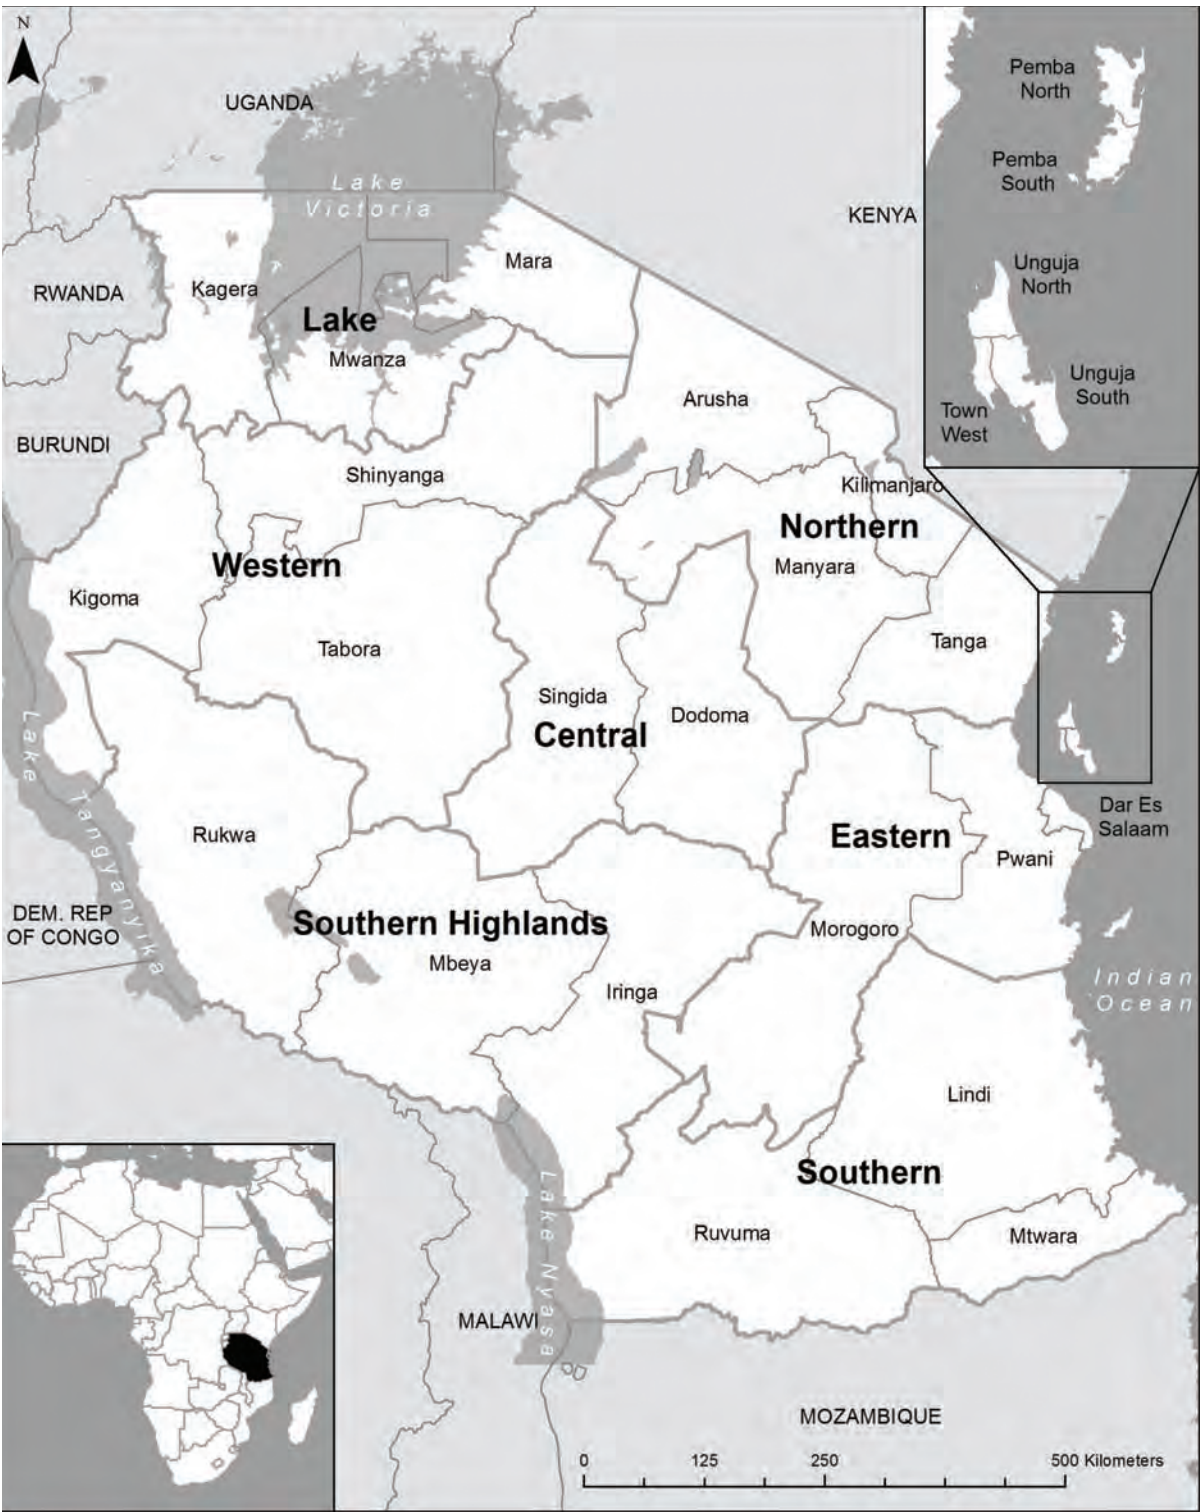 N
UGANDA
Pemba
North
Pemba
South
Lake
Victoria
KENYA
Unguja
North
Mara
RWANDA
Kagera
Lake
Mwanza
Unguja
South
Arusha
Town
West
BURUNDI
Shinyanga
Kilimanjaro
Northern
Western
Manyara
Kigoma
Tanga
Tabora
Singida
Dodoma
Central
Lake
Tangyanyika
Dar Es
Salaam
Rukwa
Eastern
Pwani
DEM. REP
OF CONGO
Southern Highlands
Morogoro
Mbeya
Indian
Ocean
Iringa
Lindi
Southern
Lake Nyasa
Ruvuma
Mtwara
MALAWI
MOZAMBIQUE
0 125 250 500 Kilometers